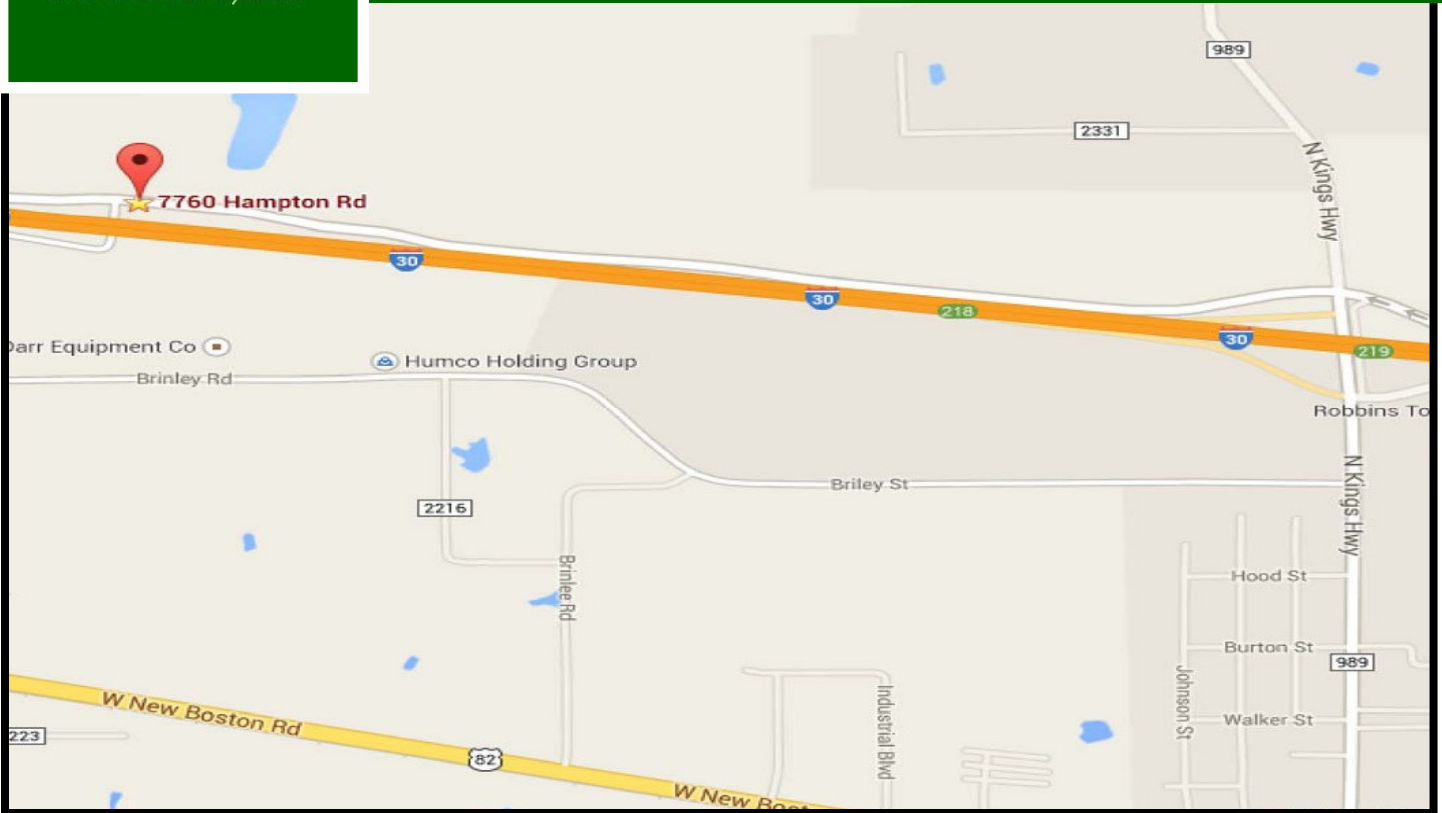 989
2331
N Kings Hwy
7760 Hampton Rd
30
30
218
30
219
Darr Equipment Co
Humco Holding Group
Brinley Rd
Robbins To
Briley St
N Kings Hwy
2216
Brinlee Rd
Hood St
Burton St
989
Johnson St
Walker St
Industrial Blvd
W New Boston Rd
223
82
W New Bost